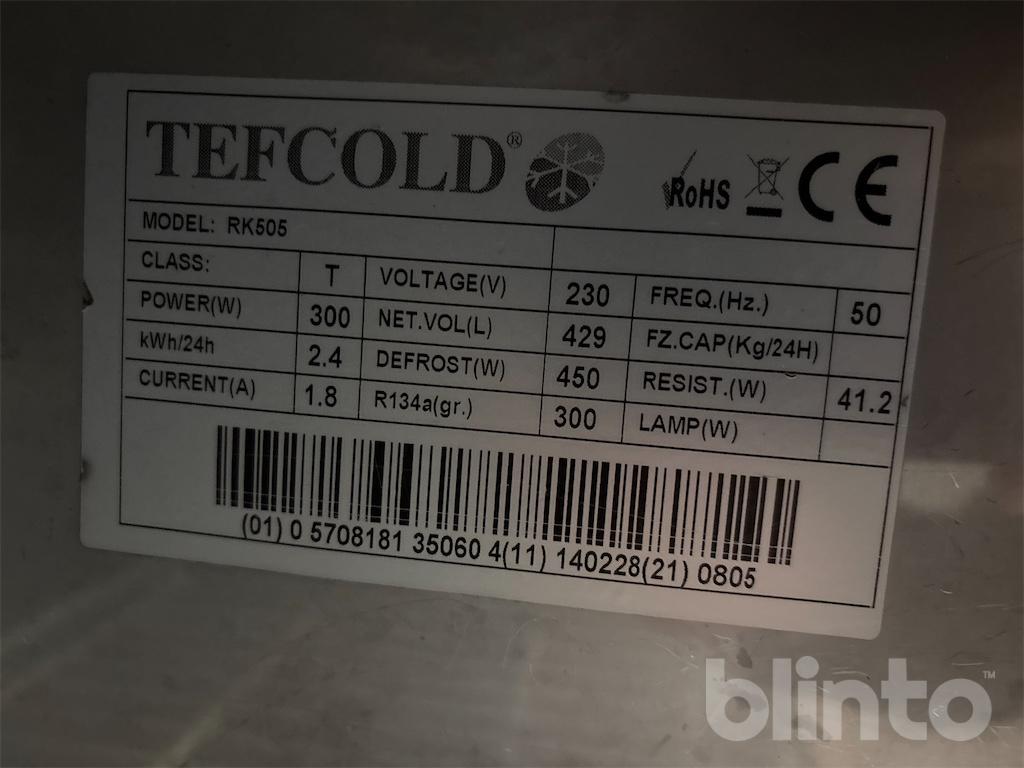 TEFCOLD®
RoHS CE
MODEL: RK505
CLASS: T VOLTAGE(V) 230 FREQ.(Hz.) 50
POWER(W) 300 NET.VOL(L) 429 FZ.CAP(Kg/24H)
kWh/24h 2.4 DEFROST(W) 450 RESIST.(W) 41.2
CURRENT(A) 1.8 R134a(gr.) 300 LAMP(W)
(01) 0 5708181 35060 4(11) 140228(21) 0805
blinto™